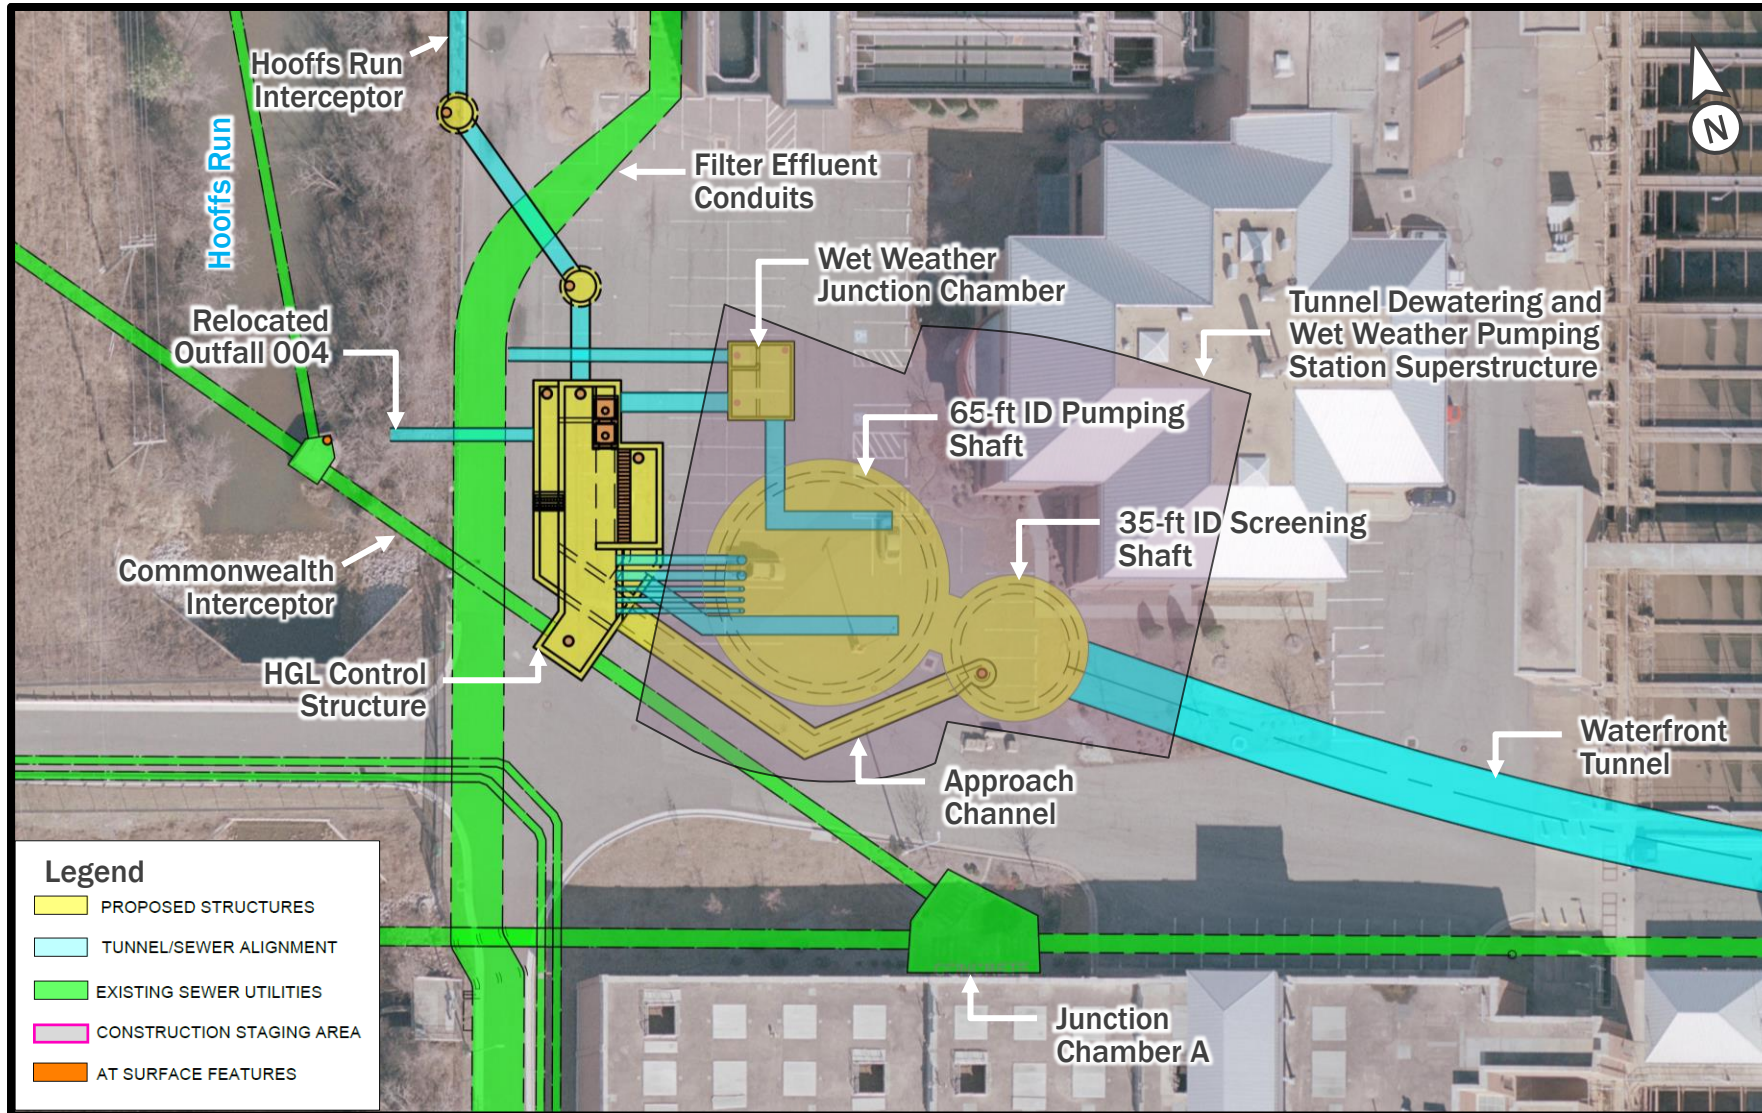 Hooffs Run
Interceptor
Hooffs Run
Filter Effluent
Conduits
N
Wet Weather
Junction Chamber
Tunnel Dewatering and
Wet Weather Pumping
Station Superstructure
Relocated
Outfall 004
65-ft ID Pumping
Shaft
35-ft ID Screening
Shaft
Commonwealth
Interceptor
HGL Control
Structure
Waterfront
Tunnel
Approach
Channel
Junction
Chamber A
Legend
PROPOSED STRUCTURES
TUNNEL/SEWER ALIGNMENT
EXISTING SEWER UTILITIES
CONSTRUCTION STAGING AREA
AT SURFACE FEATURES